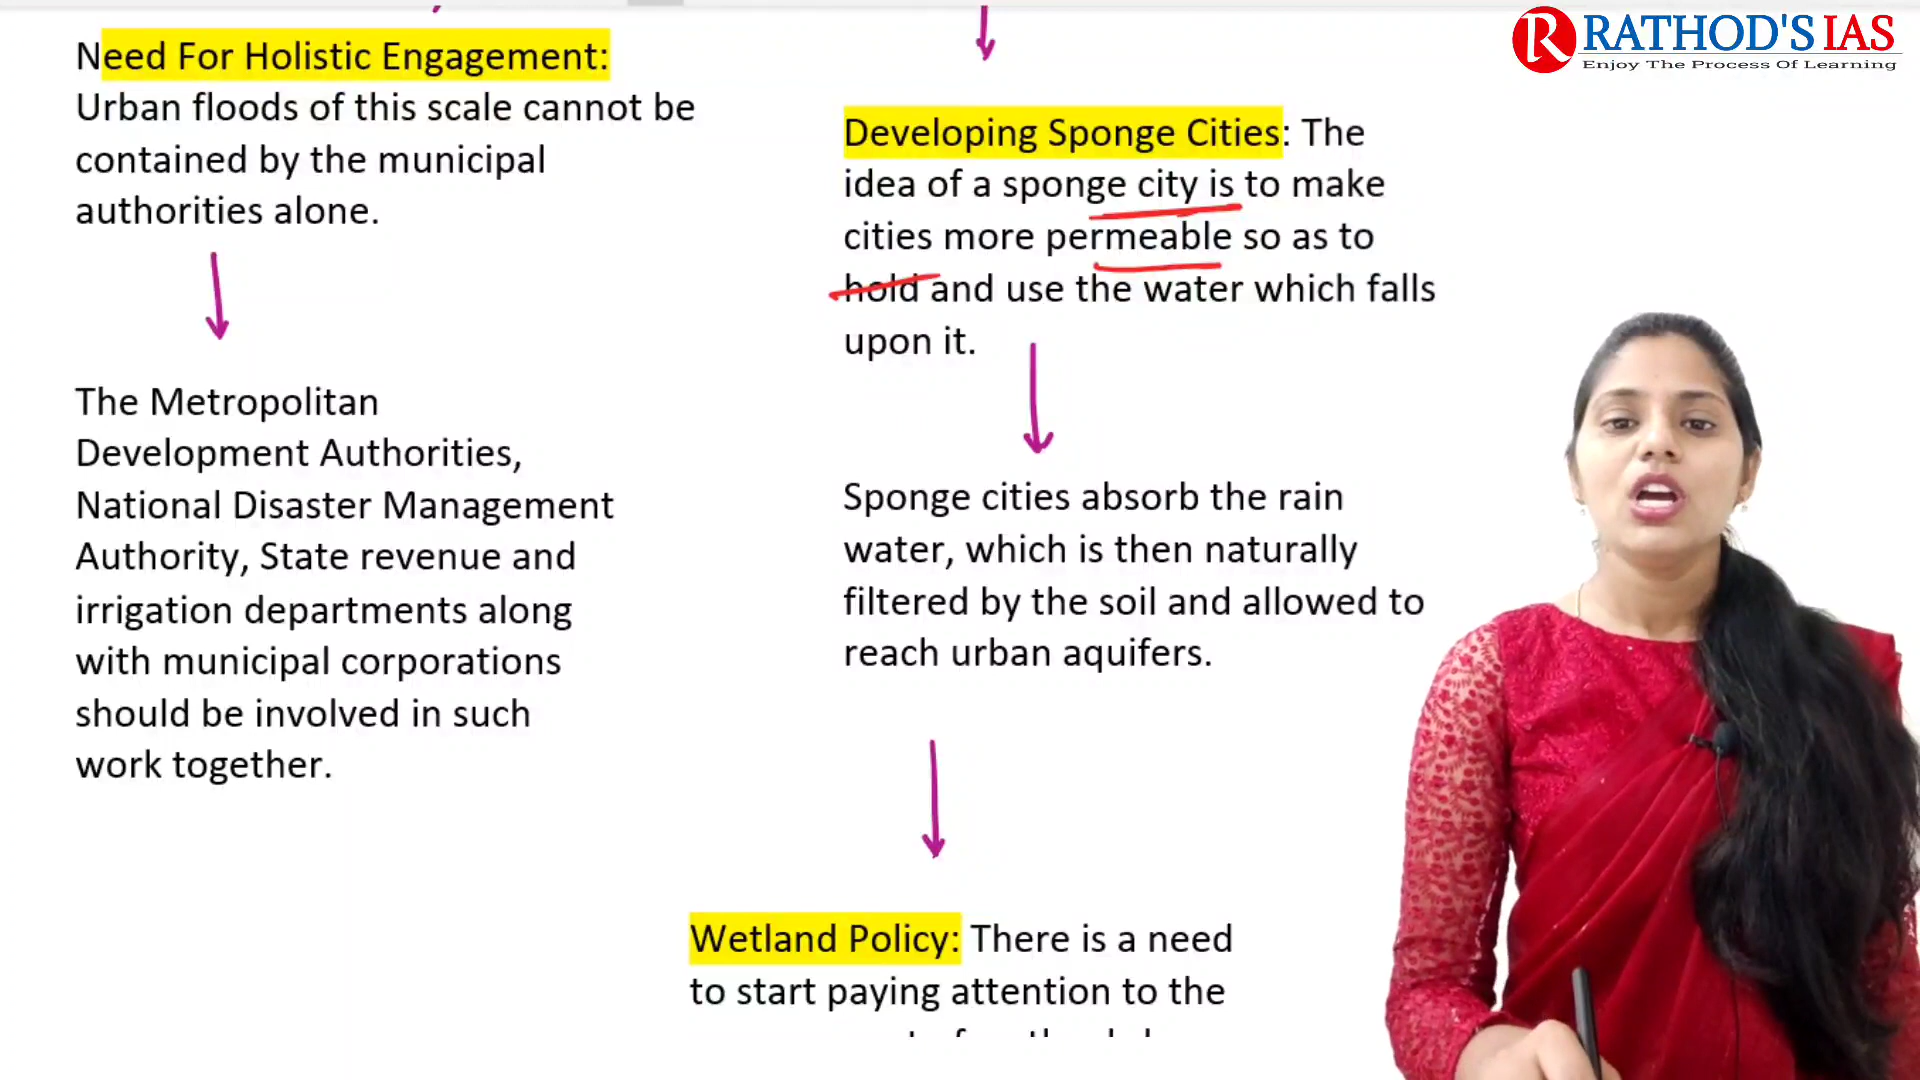 RATHOD'S IAS
Enjoy The Process Of Learning
Need For Holistic Engagement:
Urban floods of this scale cannot be
contained by the municipal
authorities alone.
The Metropolitan
Development Authorities,
National Disaster Management
Authority, State revenue and
irrigation departments along
with municipal corporations
should be involved in such
work together.
Developing Sponge Cities: The
idea of a sponge city is to make
cities more permeable so as to
hold and use the water which falls
upon it.
Sponge cities absorb the rain
water, which is then naturally
filtered by the soil and allowed to
reach urban aquifers.
Wetland Policy: There is a need
to start paying attention to the